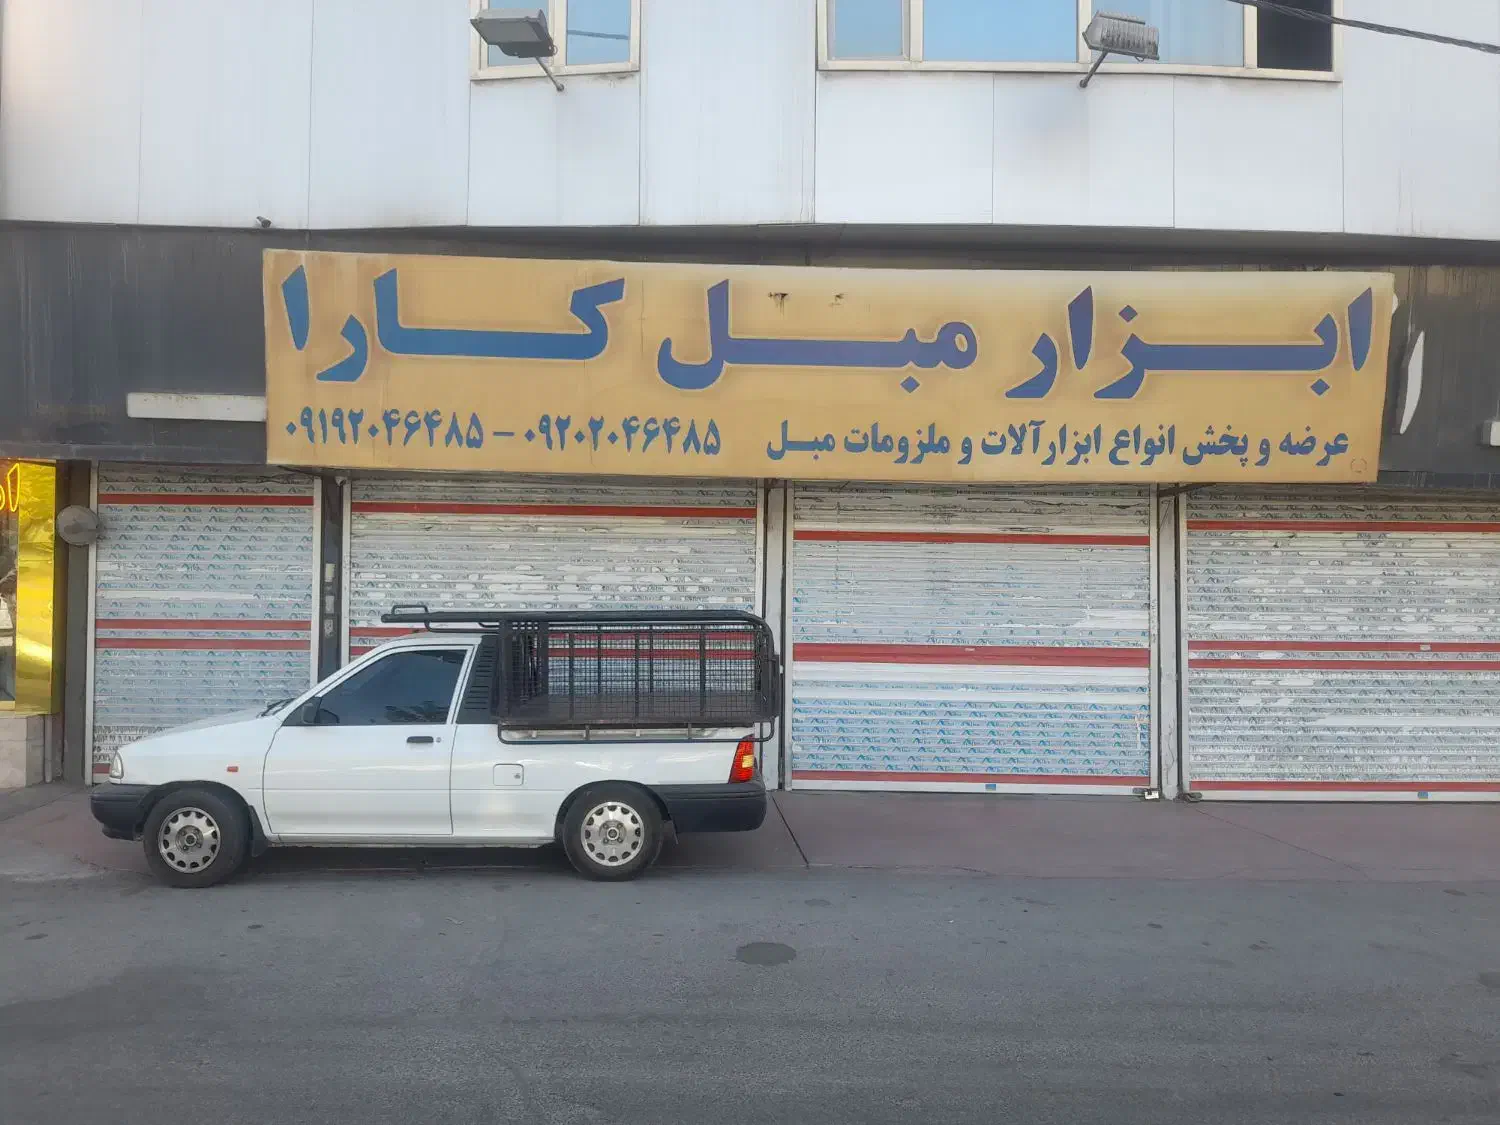 ابزار مبل کارا
عرضه و پخش انواع ابزارآلات و ملزومات مبل ۰۹۲۰۲۰۴۶۴۸۵ – ۰۹۱۹۲۰۴۶۴۸۵